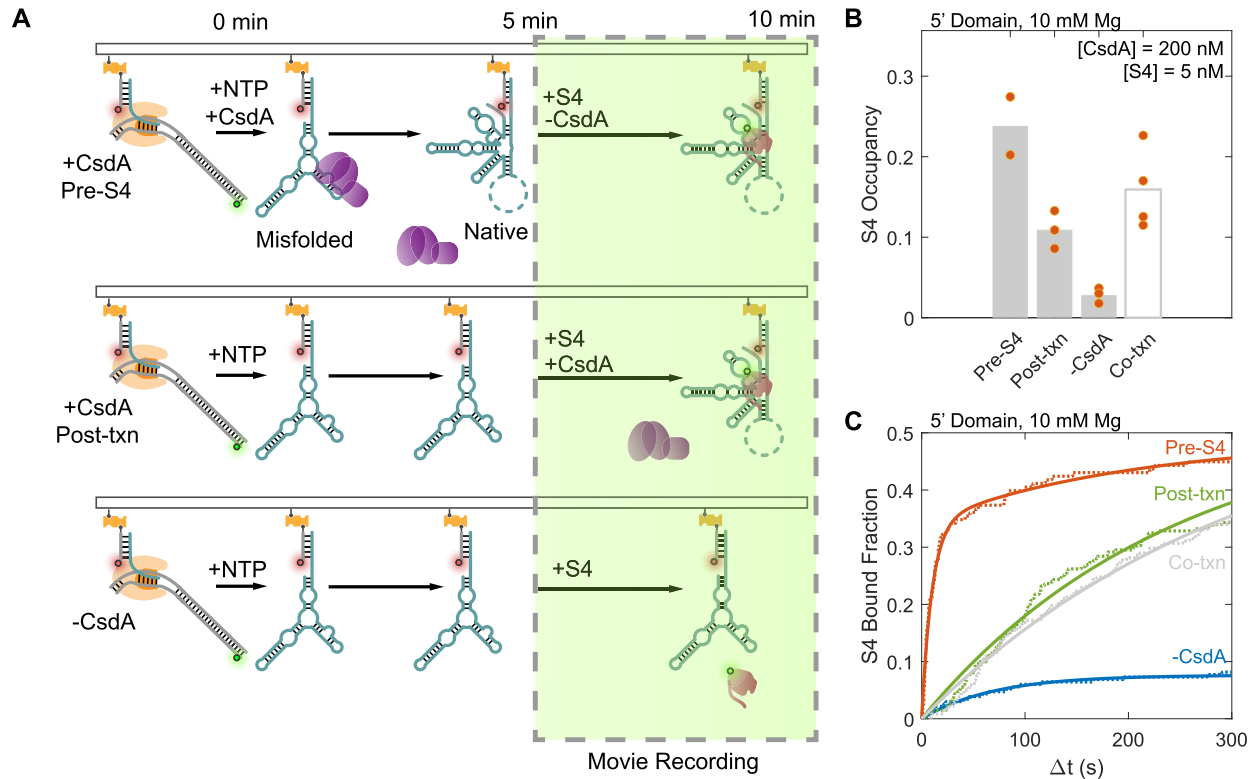 A
0 min
5 min
10 min
+NTP
+CsdA
+S4
-CsdA
+CsdA
Pre-S4
Misfolded
Native
+NTP
+S4
+CsdA
+CsdA
Post-txn
+NTP
+S4
-CsdA
Movie Recording
B
5' Domain, 10 mM Mg
[CsdA] = 200 nM
[S4] = 5 nM
S4 Occupancy
0.3
0.2
0.1
0
Pre-S4
Post-txn
-CsdA
Co-txn
C
5' Domain, 10 mM Mg
S4 Bound Fraction
0.5
0.4
0.3
0.2
0.1
0
Pre-S4
Post-txn
Co-txn
-CsdA
0
100
200
300
Δt (s)